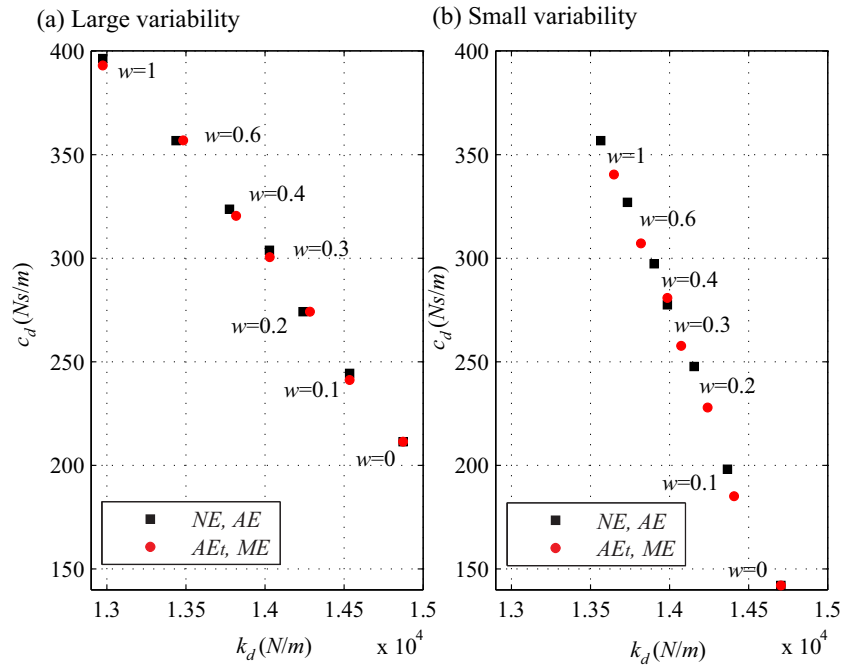 (a) Large variability
400
350
300
250
200
150
c_d (Ns/m)
w=1
w=0.6
w=0.4
w=0.3
w=0.2
w=0.1
w=0
NE, AE
AEt, ME
1.3 1.35 1.4 1.45 1.5
k_d (N/m)
x 10^4
(b) Small variability
400
350
300
250
200
150
c_d (Ns/m)
w=1
w=0.6
w=0.4
w=0.3
w=0.2
w=0.1
w=0
NE, AE
AEt, ME
1.3 1.35 1.4 1.45 1.5
k_d (N/m)
x 10^4